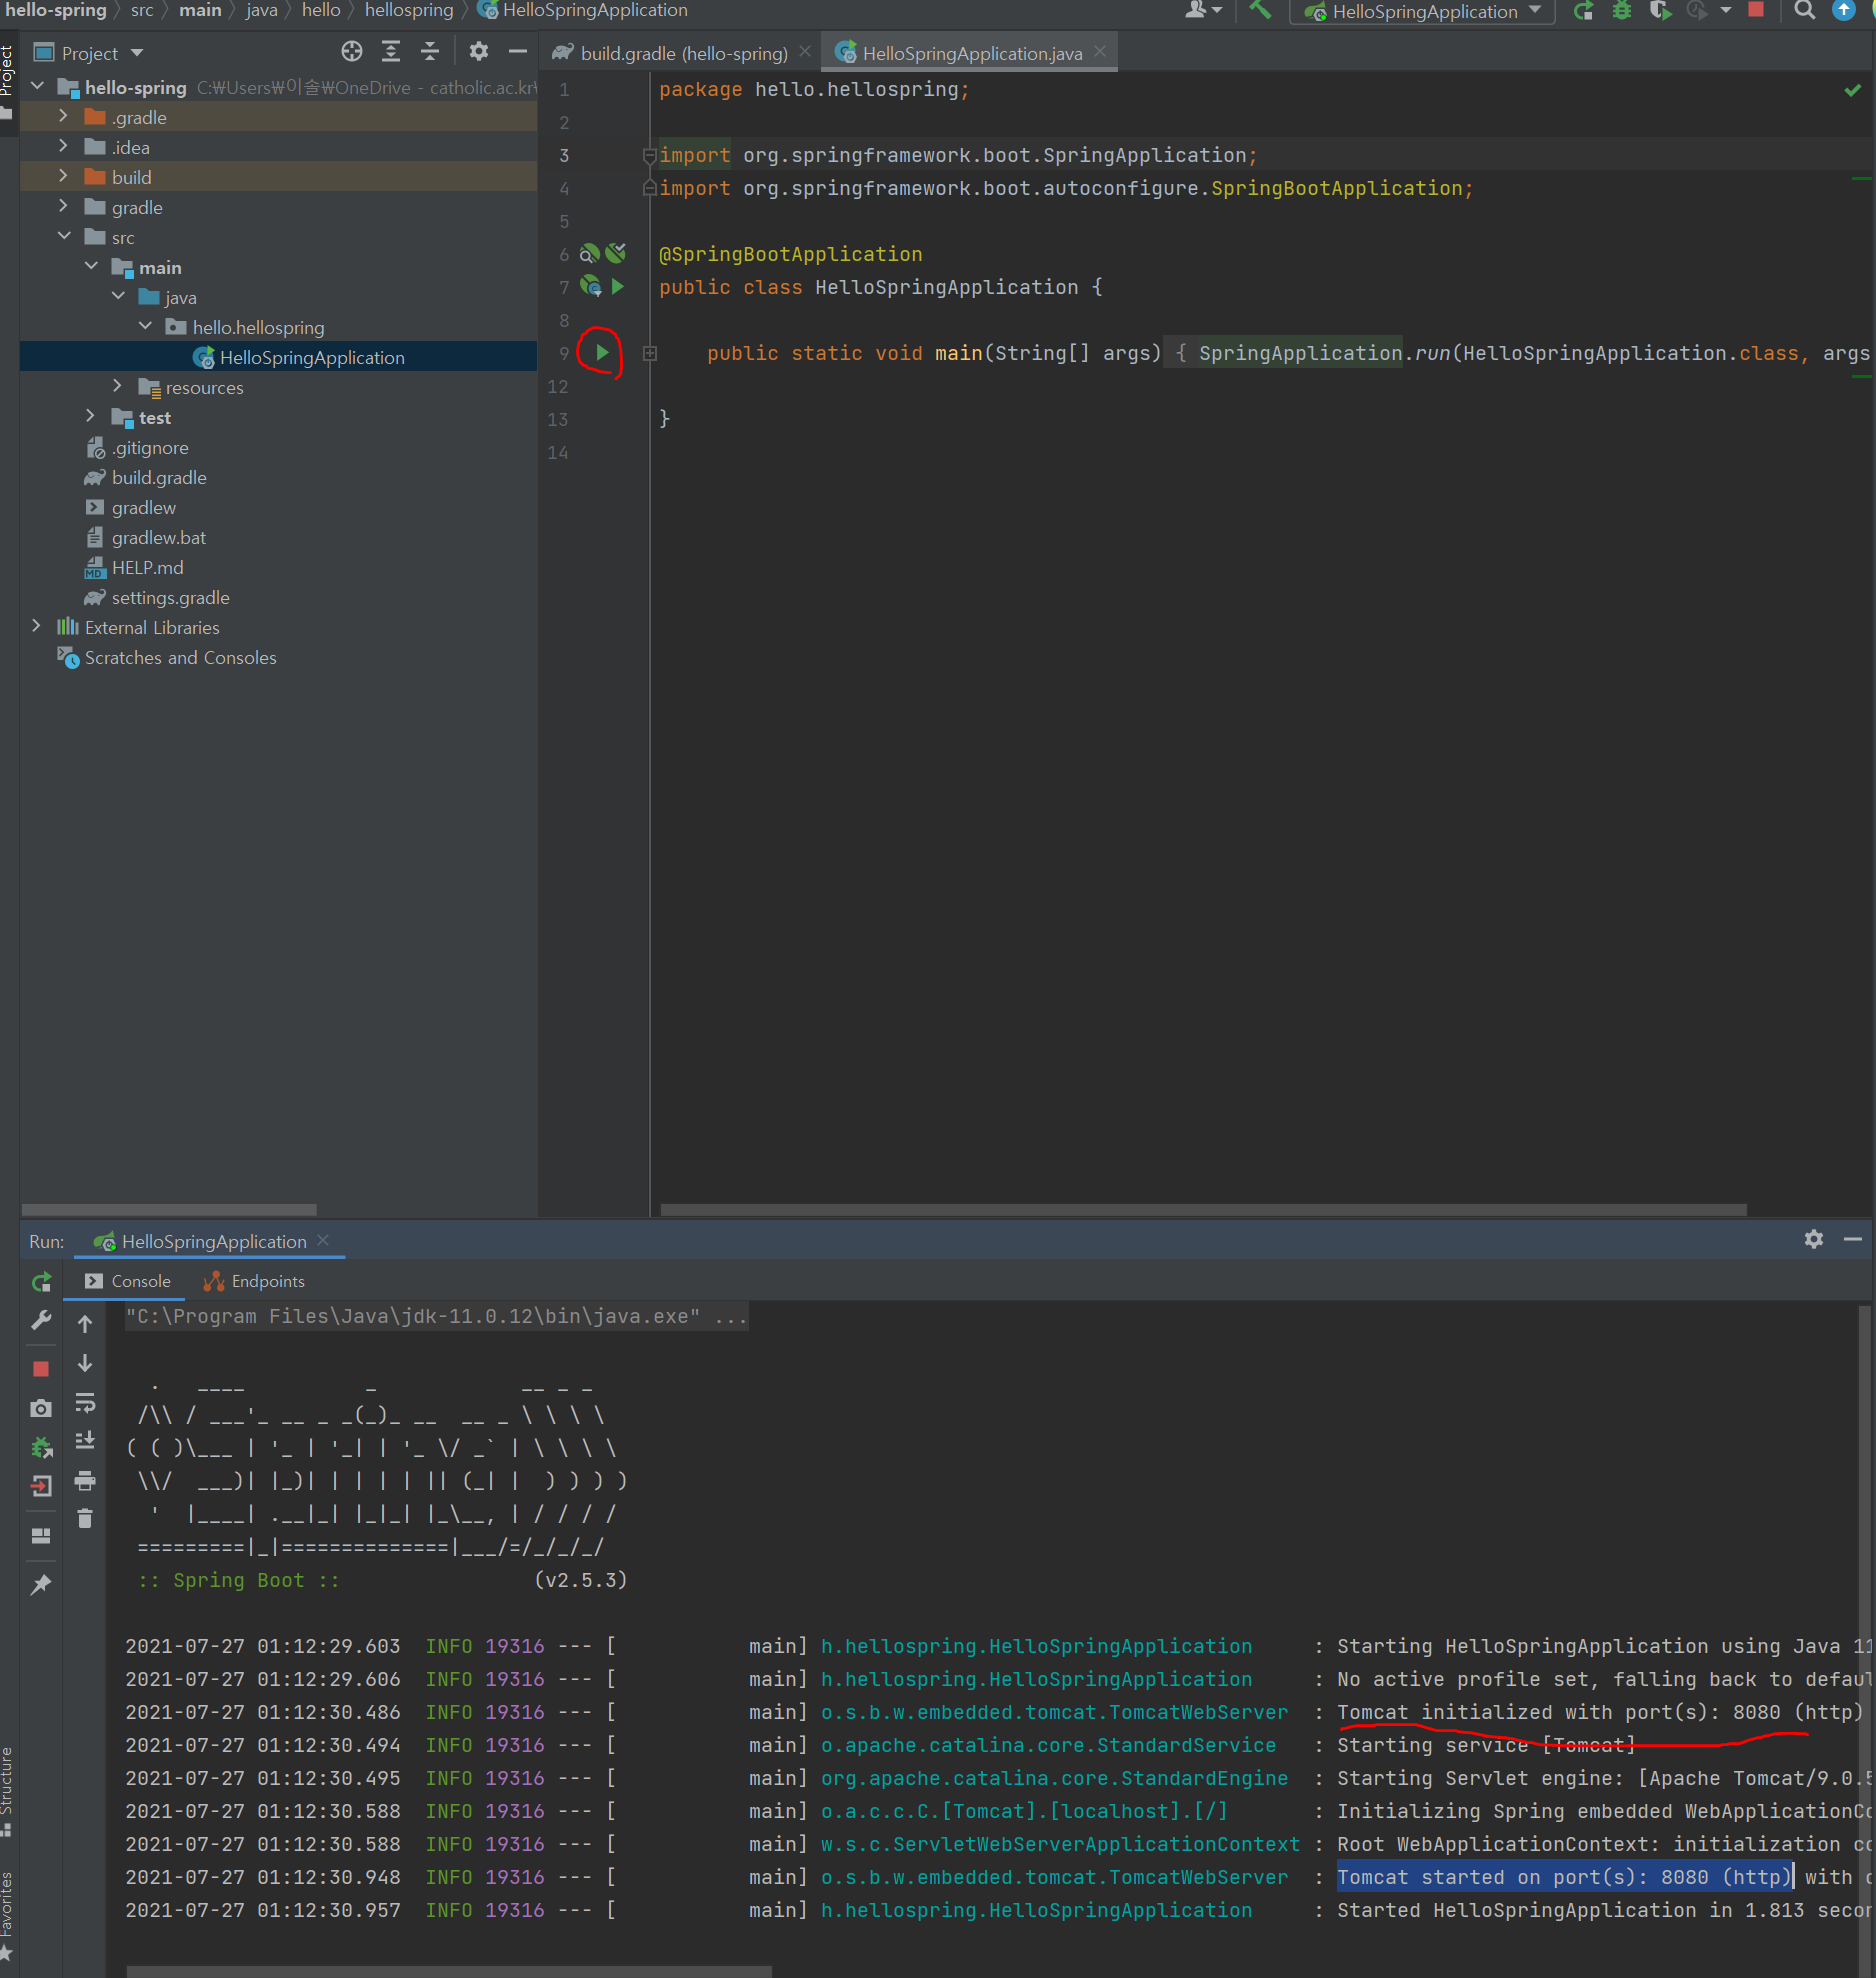 hello-spring src main java hello hellospring HelloSpringApplication
HelloSpringApplication
Project
Project
hello-spring C:\Users\이솔\OneDrive - catholic.ac.kr\
.gradle
.idea
build
gradle
src
main
java
hello.hellospring
HelloSpringApplication
resources
test
.gitignore
build.gradle
gradlew
gradlew.bat
HELP.md
settings.gradle
External Libraries
Scratches and Consoles
build.gradle (hello-spring)
HelloSpringApplication.java
1 package hello.hellospring;
2
3 import org.springframework.boot.SpringApplication;
4 import org.springframework.boot.autoconfigure.SpringBootApplication;
5
6 @SpringBootApplication
7 public class HelloSpringApplication {
8
9 public static void main(String[] args) { SpringApplication.run(HelloSpringApplication.class, args
12
13 }
14
Run: HelloSpringApplication
Console Endpoints
"C:\Program Files\Java\jdk-11.0.12\bin\java.exe" ...
  .   ____          _            __ _ _
 /\\ / ___'_ __ _ _(_)_ __  __ _ \ \ \ \
( ( )\___ | '_ | '_| | '_ \/ _` | \ \ \ \
 \\/  ___)| |_)| | | | | || (_| |  ) ) ) )
  '  |____| .__|_| |_|_| |_\__, | / / / /
 =========|_|==============|___/=/_/_/_/
 :: Spring Boot ::                (v2.5.3)
2021-07-27 01:12:29.603  INFO 19316 --- [           main] h.hellospring.HelloSpringApplication     : Starting HelloSpringApplication using Java 11
2021-07-27 01:12:29.606  INFO 19316 --- [           main] h.hellospring.HelloSpringApplication     : No active profile set, falling back to defaul
2021-07-27 01:12:30.486  INFO 19316 --- [           main] o.s.b.w.embedded.tomcat.TomcatWebServer  : Tomcat initialized with port(s): 8080 (http)
2021-07-27 01:12:30.494  INFO 19316 --- [           main] o.apache.catalina.core.StandardService   : Starting service [Tomcat]
2021-07-27 01:12:30.495  INFO 19316 --- [           main] org.apache.catalina.core.StandardEngine  : Starting Servlet engine: [Apache Tomcat/9.0.5
2021-07-27 01:12:30.588  INFO 19316 --- [           main] o.a.c.c.C.[Tomcat].[localhost].[/]       : Initializing Spring embedded WebApplicationCo
2021-07-27 01:12:30.588  INFO 19316 --- [           main] w.s.c.ServletWebServerApplicationContext : Root WebApplicationContext: initialization co
2021-07-27 01:12:30.948  INFO 19316 --- [           main] o.s.b.w.embedded.tomcat.TomcatWebServer  : Tomcat started on port(s): 8080 (http) with c
2021-07-27 01:12:30.957  INFO 19316 --- [           main] h.hellospring.HelloSpringApplication     : Started HelloSpringApplication in 1.813 secon
Structure
Favorites